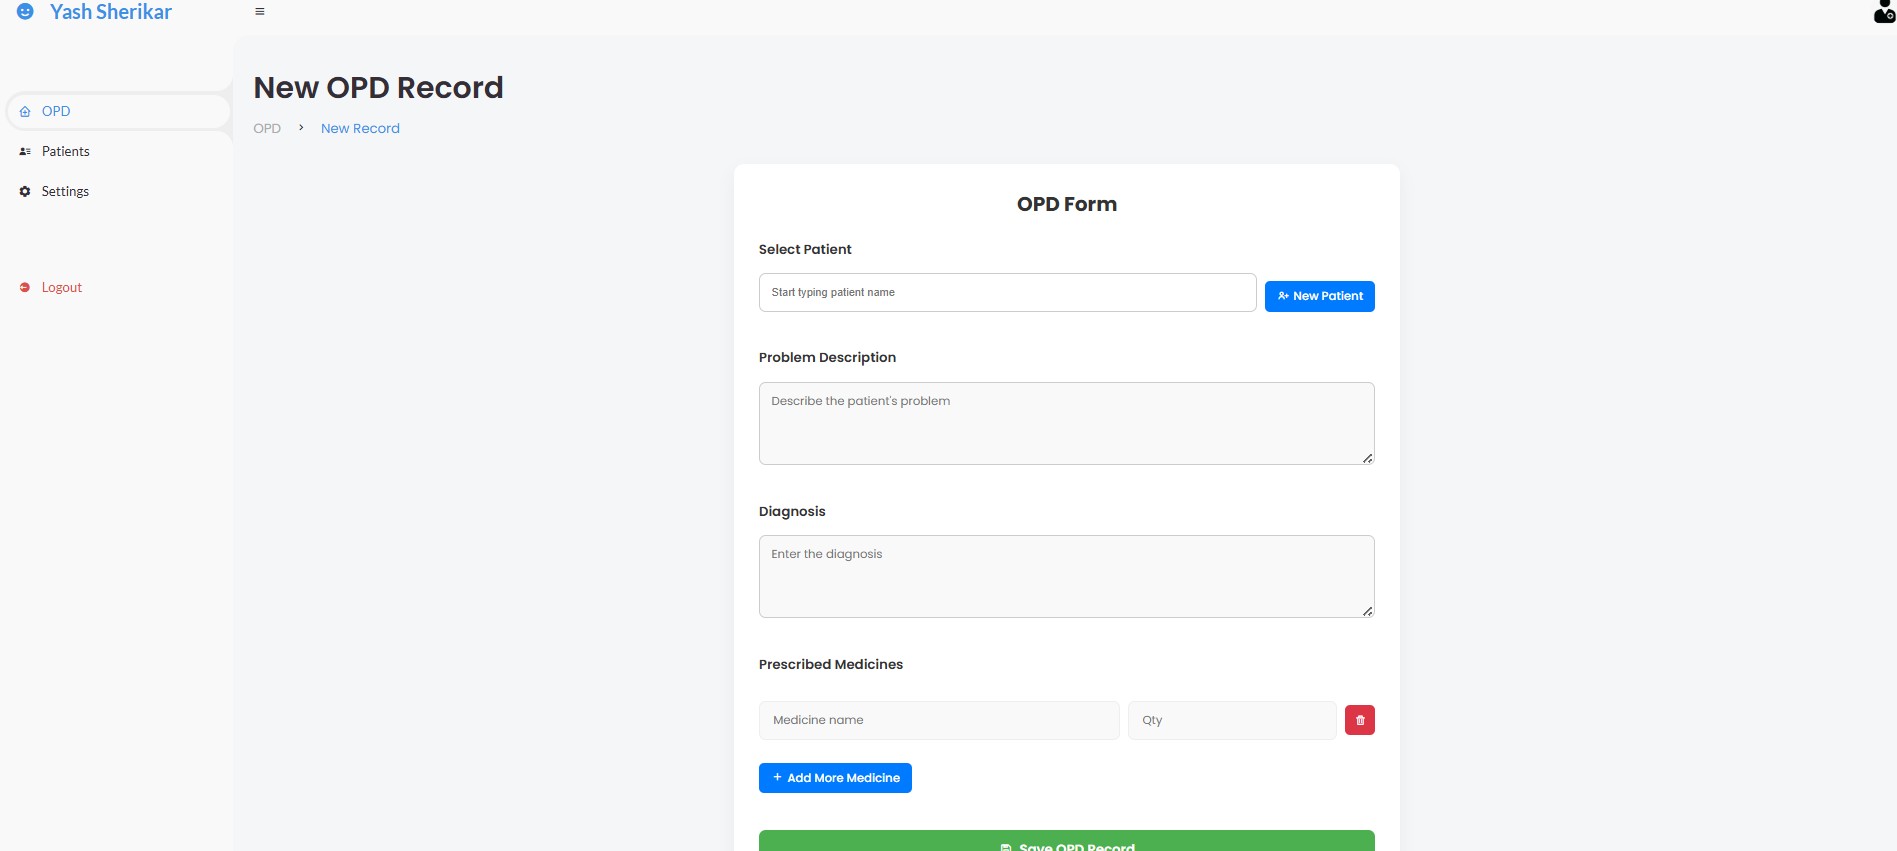 Yash Sherikar
OPD
Patients
Settings
Logout
New OPD Record
OPD > New Record
OPD Form
Select Patient
Start typing patient name
New Patient
Problem Description
Describe the patient's problem
Diagnosis
Enter the diagnosis
Prescribed Medicines
Medicine name Qty
+ Add More Medicine
Save OPD Record